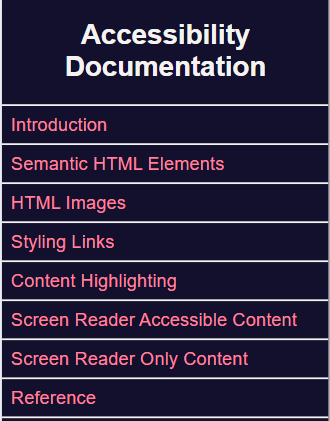 Accessibility
Documentation
Introduction
Semantic HTML Elements
HTML Images
Styling Links
Content Highlighting
Screen Reader Accessible Content
Screen Reader Only Content
Reference